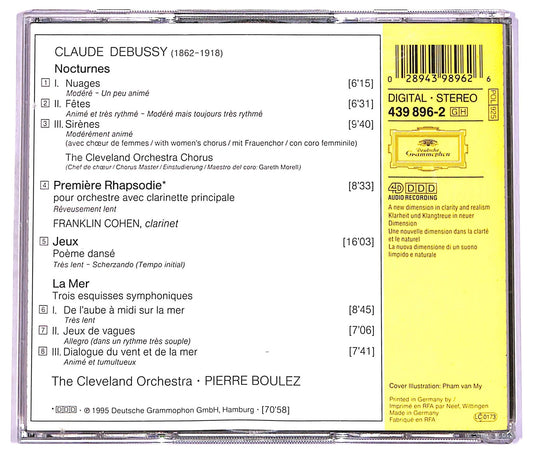 CLAUDE DEBUSSY (1862-1918)
Nocturnes
1 I. Nuages [6'15]
Modéré – Un peu animé
2 II. Fêtes [6'31]
Animé et très rythmé – Modéré mais toujours très rythmé
3 III. Sirènes [9'40]
Modérément animé
(avec chœur de femmes / with women's chorus / mit Frauenchor / con coro femminile)
The Cleveland Orchestra Chorus
(Chef de chœur / Chorus Master / Einstudierung / Maestro del coro: Gareth Morell)
4 Première Rhapsodie* [8'33]
pour orchestre avec clarinette principale
Rêveusement lent
FRANKLIN COHEN, clarinet
5 Jeux [16'03]
Poème dansé
Très lent – Scherzando (Tempo initial)
La Mer
Trois esquisses symphoniques
6 I. De l'aube à midi sur la mer [8'45]
Très lent
7 II. Jeux de vagues [7'06]
Allegro (dans un rythme très souple)
8 III. Dialogue du vent et de la mer [7'41]
Animé et tumultueux
The Cleveland Orchestra · PIERRE BOULEZ
*DDD · ℗ 1995 Deutsche Grammophon GmbH, Hamburg · [70'58]
0 28943 98962 6
DIGITAL · STEREO
439 896-2 GH
POL 925
Deutsche
Grammophon
4D DDD
AUDIO RECORDING
A new dimension in clarity and realism
Klarheit und Klangtreue in neuer
Dimension
Une nouvelle dimension dans la clarté
et le naturel
La nuova dimensione di un suono
limpido e naturale
Cover Illustration: Pham van My
Printed in Germany by /
Imprimé en RFA par Neef, Wittingen
Made in Germany
Fabriqué en RFA
LC 0173